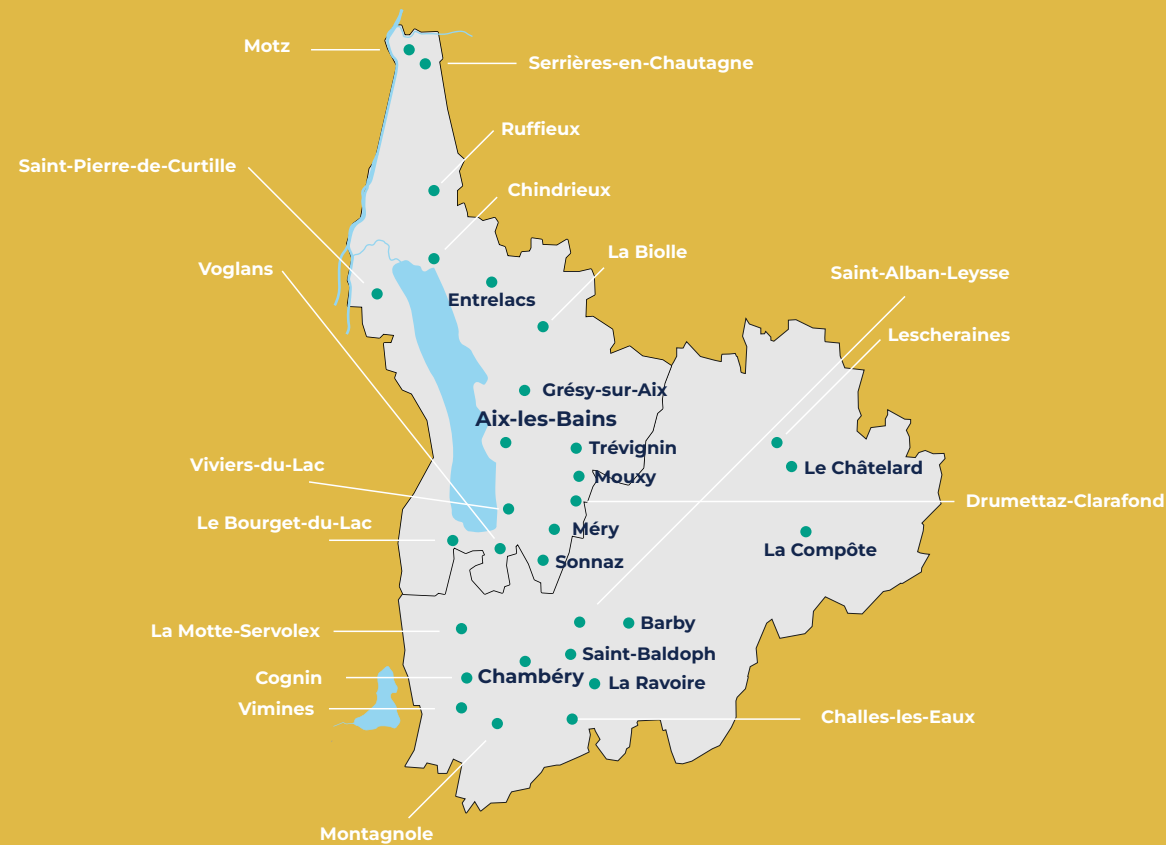 Motz
Serrières-en-Chautagne
Ruffieux
Saint-Pierre-de-Curtille
Chindrieux
La Biolle
Voglans
Saint-Alban-Leysse
Entrelacs
Lescheraines
Grésy-sur-Aix
Aix-les-Bains
Trévignin
Viviers-du-Lac
Le Châtelard
Mouxy
Drumettaz-Clarafond
Le Bourget-du-Lac
Méry
La Compôte
Sonnaz
La Motte-Servolex
Barby
Saint-Baldoph
Cognin
Chambéry
La Ravoire
Vimines
Challes-les-Eaux
Montagnole